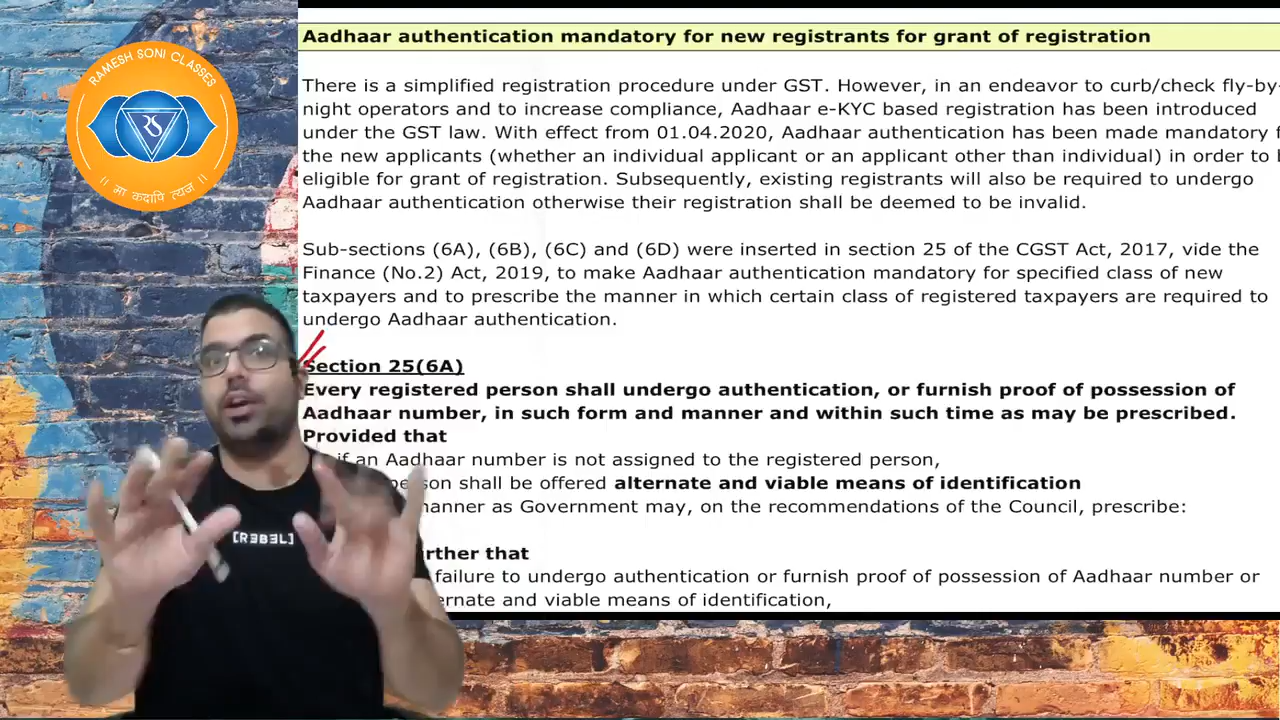 RAMESH SONI CLASSES
RS
|| मा कदापि त्यज ||
Aadhaar authentication mandatory for new registrants for grant of registration
There is a simplified registration procedure under GST. However, in an endeavor to curb/check fly-by-
night operators and to increase compliance, Aadhaar e-KYC based registration has been introduced
under the GST law. With effect from 01.04.2020, Aadhaar authentication has been made mandatory
the new applicants (whether an individual applicant or an applicant other than individual) in order to
eligible for grant of registration. Subsequently, existing registrants will also be required to undergo
Aadhaar authentication otherwise their registration shall be deemed to be invalid.
Sub-sections (6A), (6B), (6C) and (6D) were inserted in section 25 of the CGST Act, 2017, vide the
Finance (No.2) Act, 2019, to make Aadhaar authentication mandatory for specified class of new
taxpayers and to prescribe the manner in which certain class of registered taxpayers are required to
undergo Aadhaar authentication.
Section 25(6A)
Every registered person shall undergo authentication, or furnish proof of possession of
Aadhaar number, in such form and manner and within such time as may be prescribed.
Provided that
if an Aadhaar number is not assigned to the registered person,
person shall be offered alternate and viable means of identification
manner as Government may, on the recommendations of the Council, prescribe:
rther that
failure to undergo authentication or furnish proof of possession of Aadhaar number or
ernate and viable means of identification,
[R3B3L]